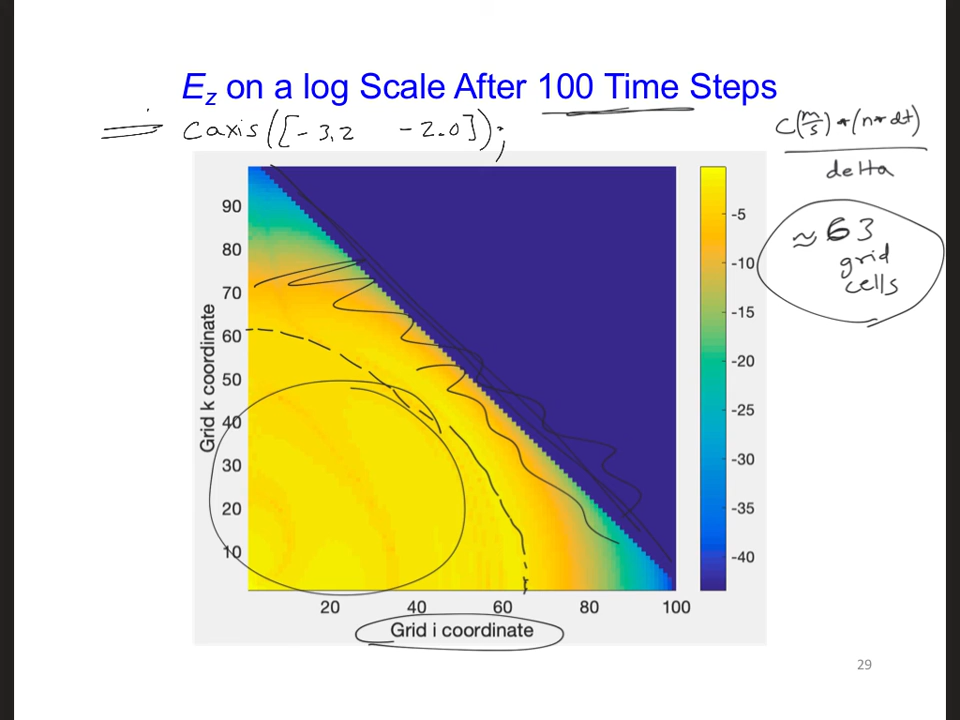 Ez on a log Scale After 100 Time Steps
caxis([-3.2 -2.0]);
C(m/s)*(n*dt)
delta
≈ 63
grid
cells
90
80
70
60
50
40
30
20
10
Grid k coordinate
20 40 60 80 100
Grid i coordinate
-5
-10
-15
-20
-25
-30
-35
-40
29